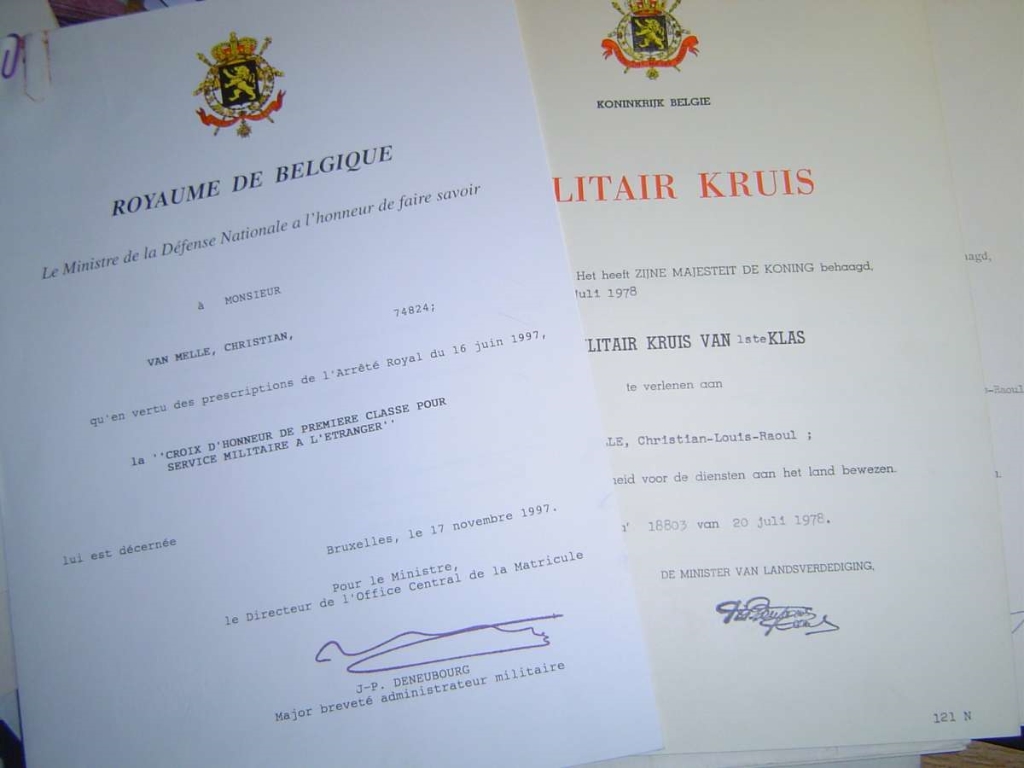 ROYAUME DE BELGIQUE
Le Ministre de la Défense Nationale a l'honneur de faire savoir
à MONSIEUR
VAN MELLE, CHRISTIAN, 74824;
qu'en vertu des prescriptions de l'Arrêté Royal du 16 juin 1997,
la ''CROIX D'HONNEUR DE PREMIERE CLASSE POUR
SERVICE MILITAIRE A L'ETRANGER''
lui est décernée
Bruxelles, le 17 novembre 1997.
Pour le Ministre,
le Directeur de l'Office Central de la Matricule
J-P. DENEUBOURG
Major breveté administrateur militaire
KONINKRIJK BELGIE
LITAIR KRUIS
Het heeft ZIJNE MAJESTEIT DE KONING behaagd,
juli 1978
LITAIR KRUIS VAN 1ste KLAS
te verlenen aan
LE, Christian-Louis-Raoul ;
heid voor de diensten aan het land bewezen.
18803 van 20 juli 1978.
DE MINISTER VAN LANDSVERDEDIGING,
121 N
aagd,
-Raoul